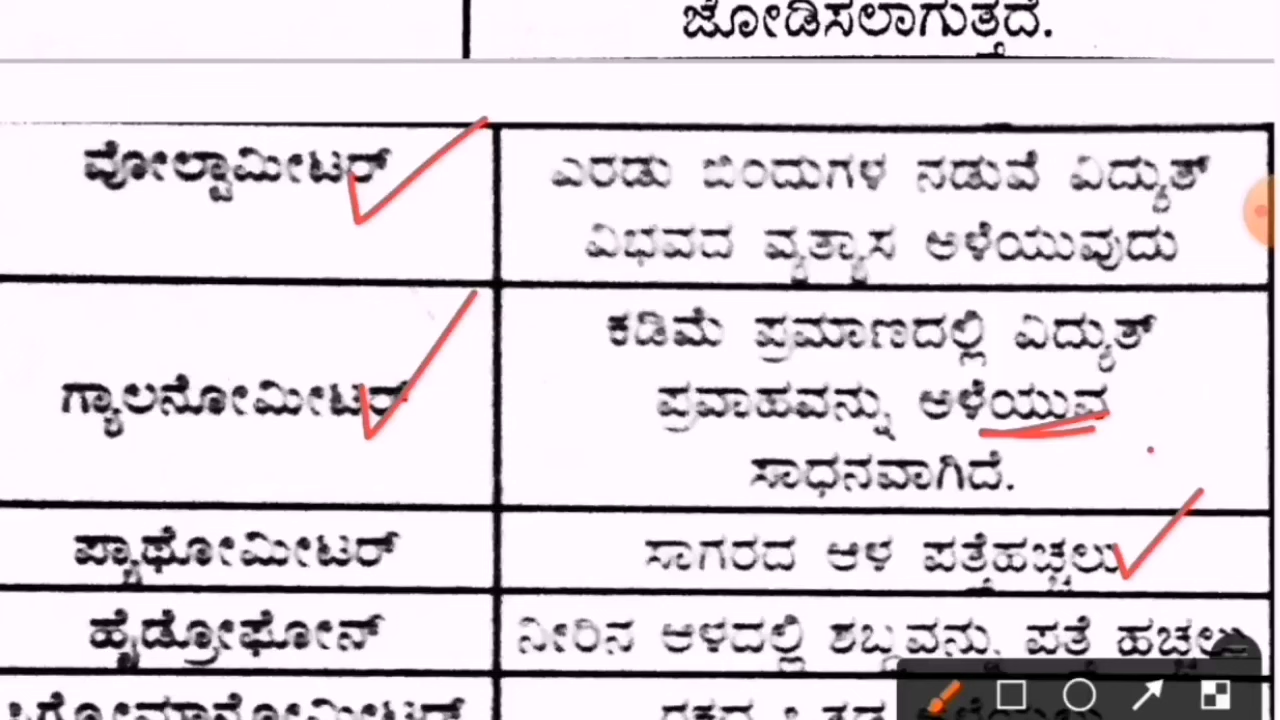 ಜೋಡಿಸಲಾಗುತ್ತದೆ.
ವೋಲ್ಟಾಮೀಟರ್
ಎರಡು ಬಿಂದುಗಳ ನಡುವೆ ವಿದ್ಯುತ್
ವಿಭವದ ವ್ಯತ್ಯಾಸ ಅಳೆಯುವುದು
ಗ್ಯಾಲನೋಮೀಟರ್
ಕಡಿಮೆ ಪ್ರಮಾಣದಲ್ಲಿ ವಿದ್ಯುತ್
ಪ್ರವಾಹವನ್ನು ಅಳೆಯುವ
ಸಾಧನವಾಗಿದೆ.
ಪ್ಯಾಥೋಮೀಟರ್
ಸಾಗರದ ಆಳ ಪತ್ತೆಹಚ್ಚಲು
ಹೈಡ್ರೋಫೋನ್
ನೀರಿನ ಆಳದಲ್ಲಿ ಶಬ್ದವನ್ನು ಪತ್ತೆ ಹಚ್ಚಲು